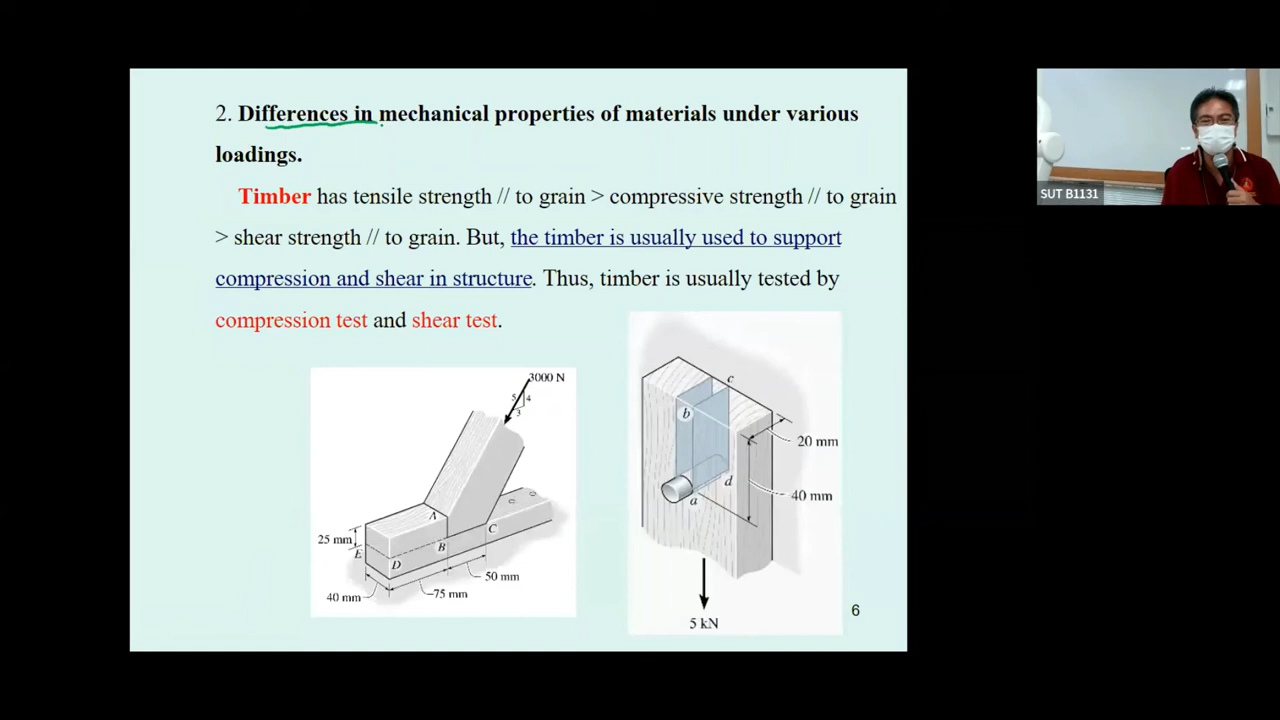 2. Differences in mechanical properties of materials under various
loadings.
Timber has tensile strength // to grain > compressive strength // to grain
> shear strength // to grain. But, the timber is usually used to support
compression and shear in structure. Thus, timber is usually tested by
compression test and shear test.
3000 N
5
4
3
A
25 mm
E
B
C
D
50 mm
40 mm
75 mm
c
b
20 mm
d
a
40 mm
5 kN
6
SUT B1131